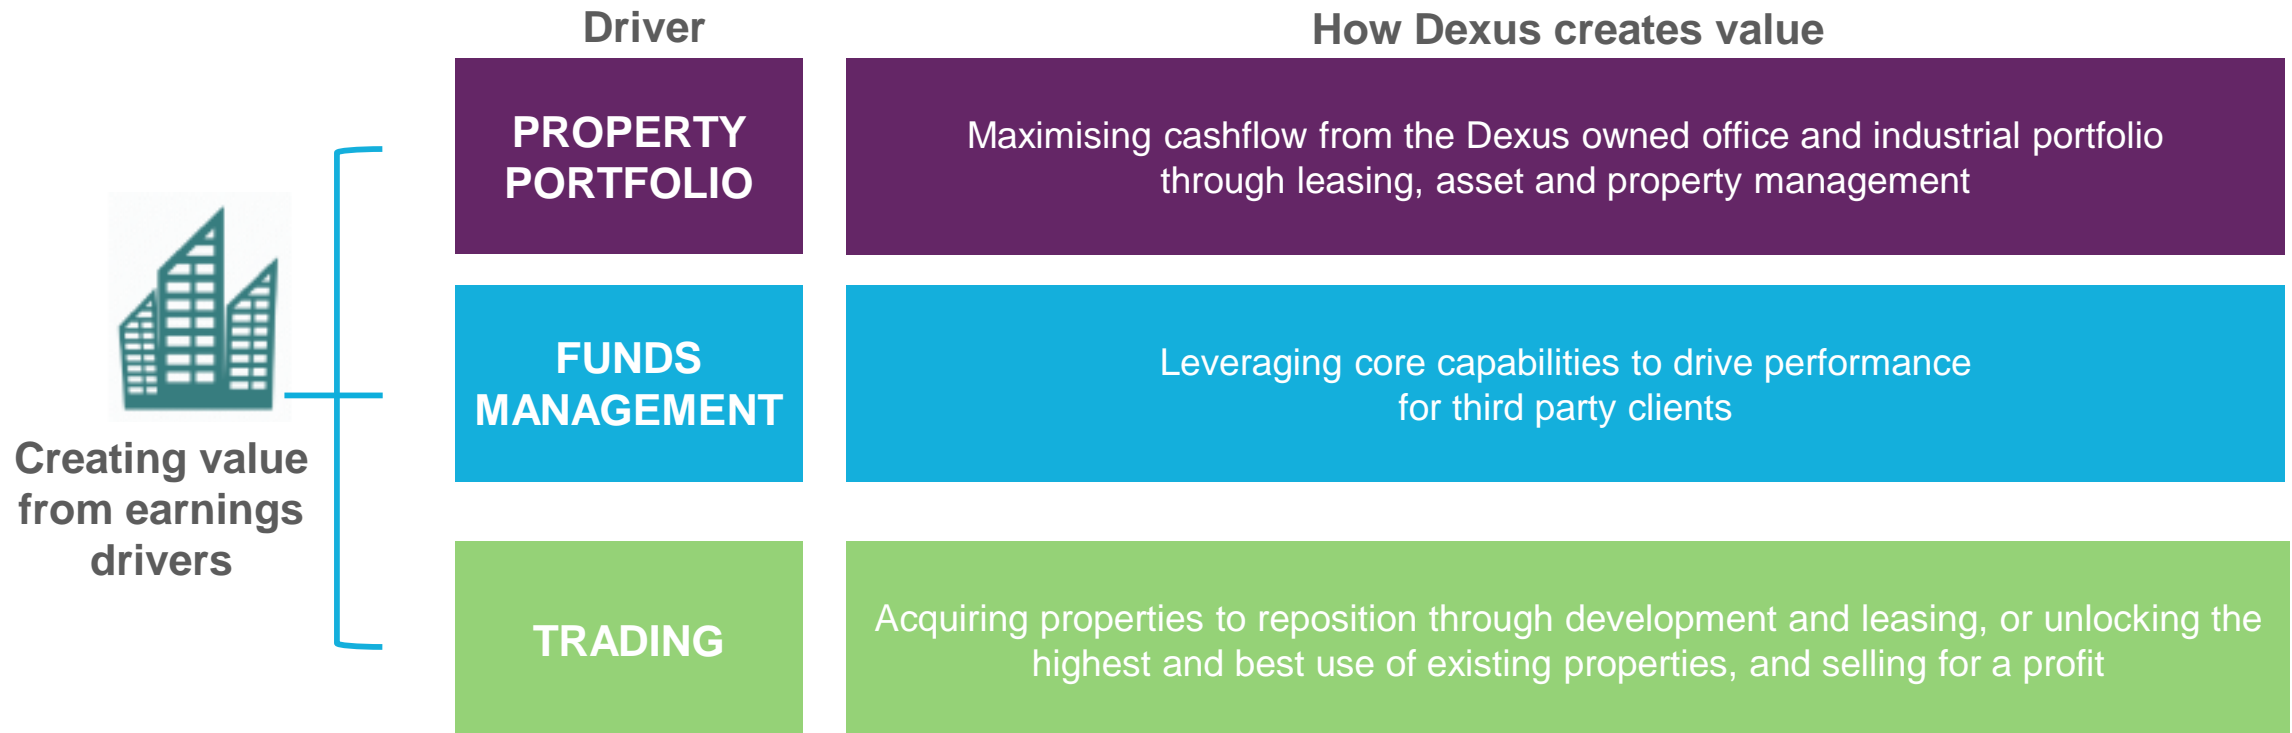 Driver
How Dexus creates value
PROPERTY
PORTFOLIO
Maximising cashflow from the Dexus owned office and industrial portfolio
through leasing, asset and property management
Creating value
from earnings
drivers
FUNDS
MANAGEMENT
Leveraging core capabilities to drive performance
for third party clients
TRADING
Acquiring properties to reposition through development and leasing, or unlocking the
highest and best use of existing properties, and selling for a profit